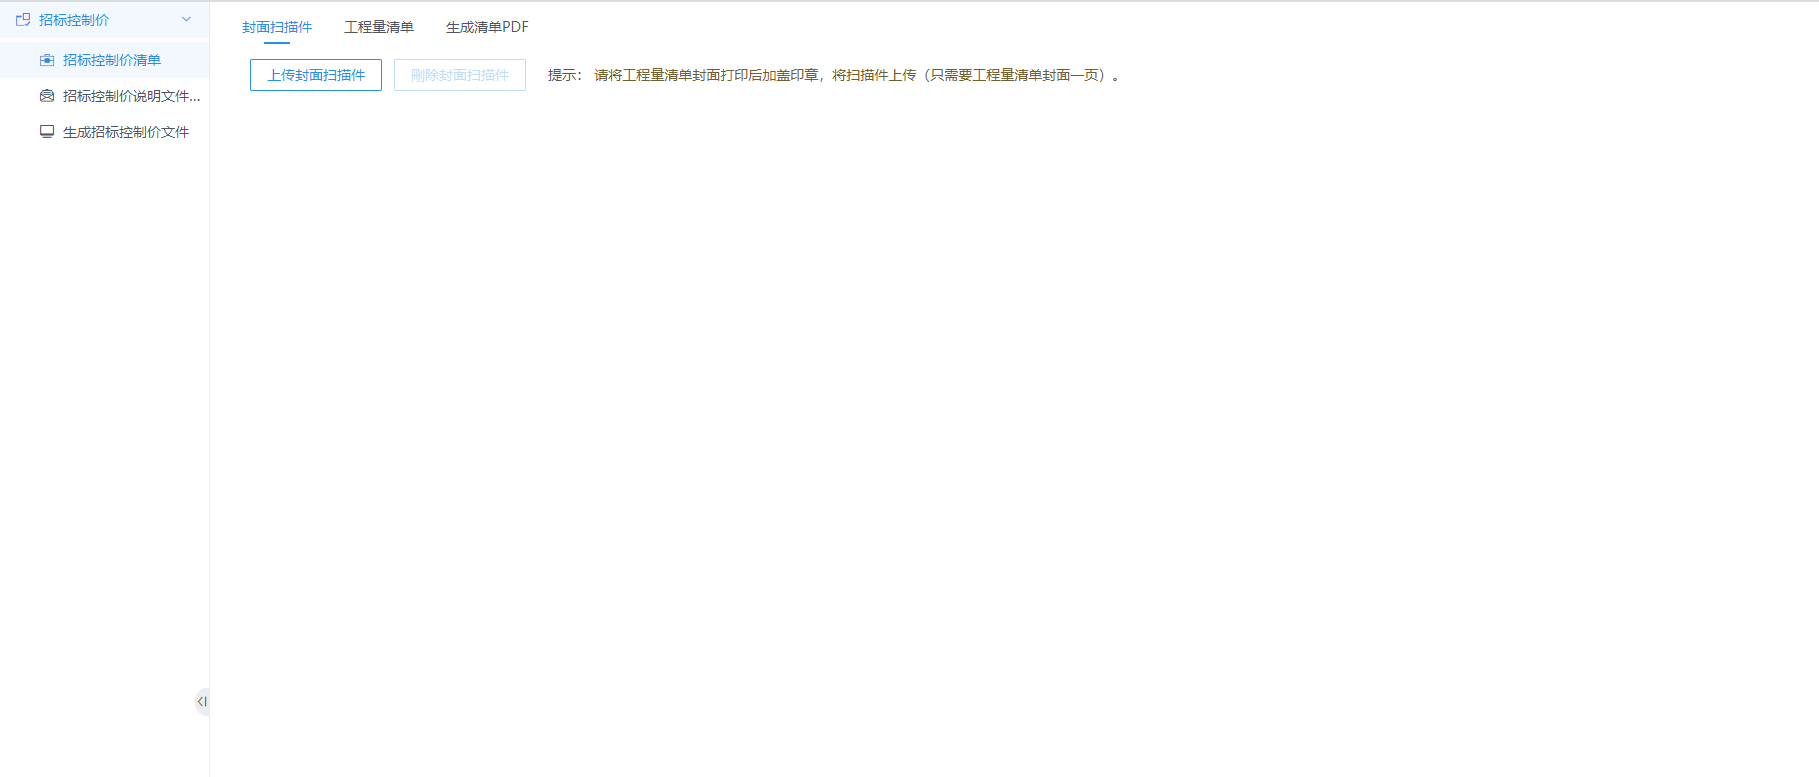 招标控制价
招标控制价清单
招标控制价说明文件...
生成招标控制价文件
封面扫描件 工程量清单 生成清单PDF
上传封面扫描件 删除封面扫描件 提示： 请将工程量清单封面打印后加盖印章，将扫描件上传（只需要工程量清单封面一页）。